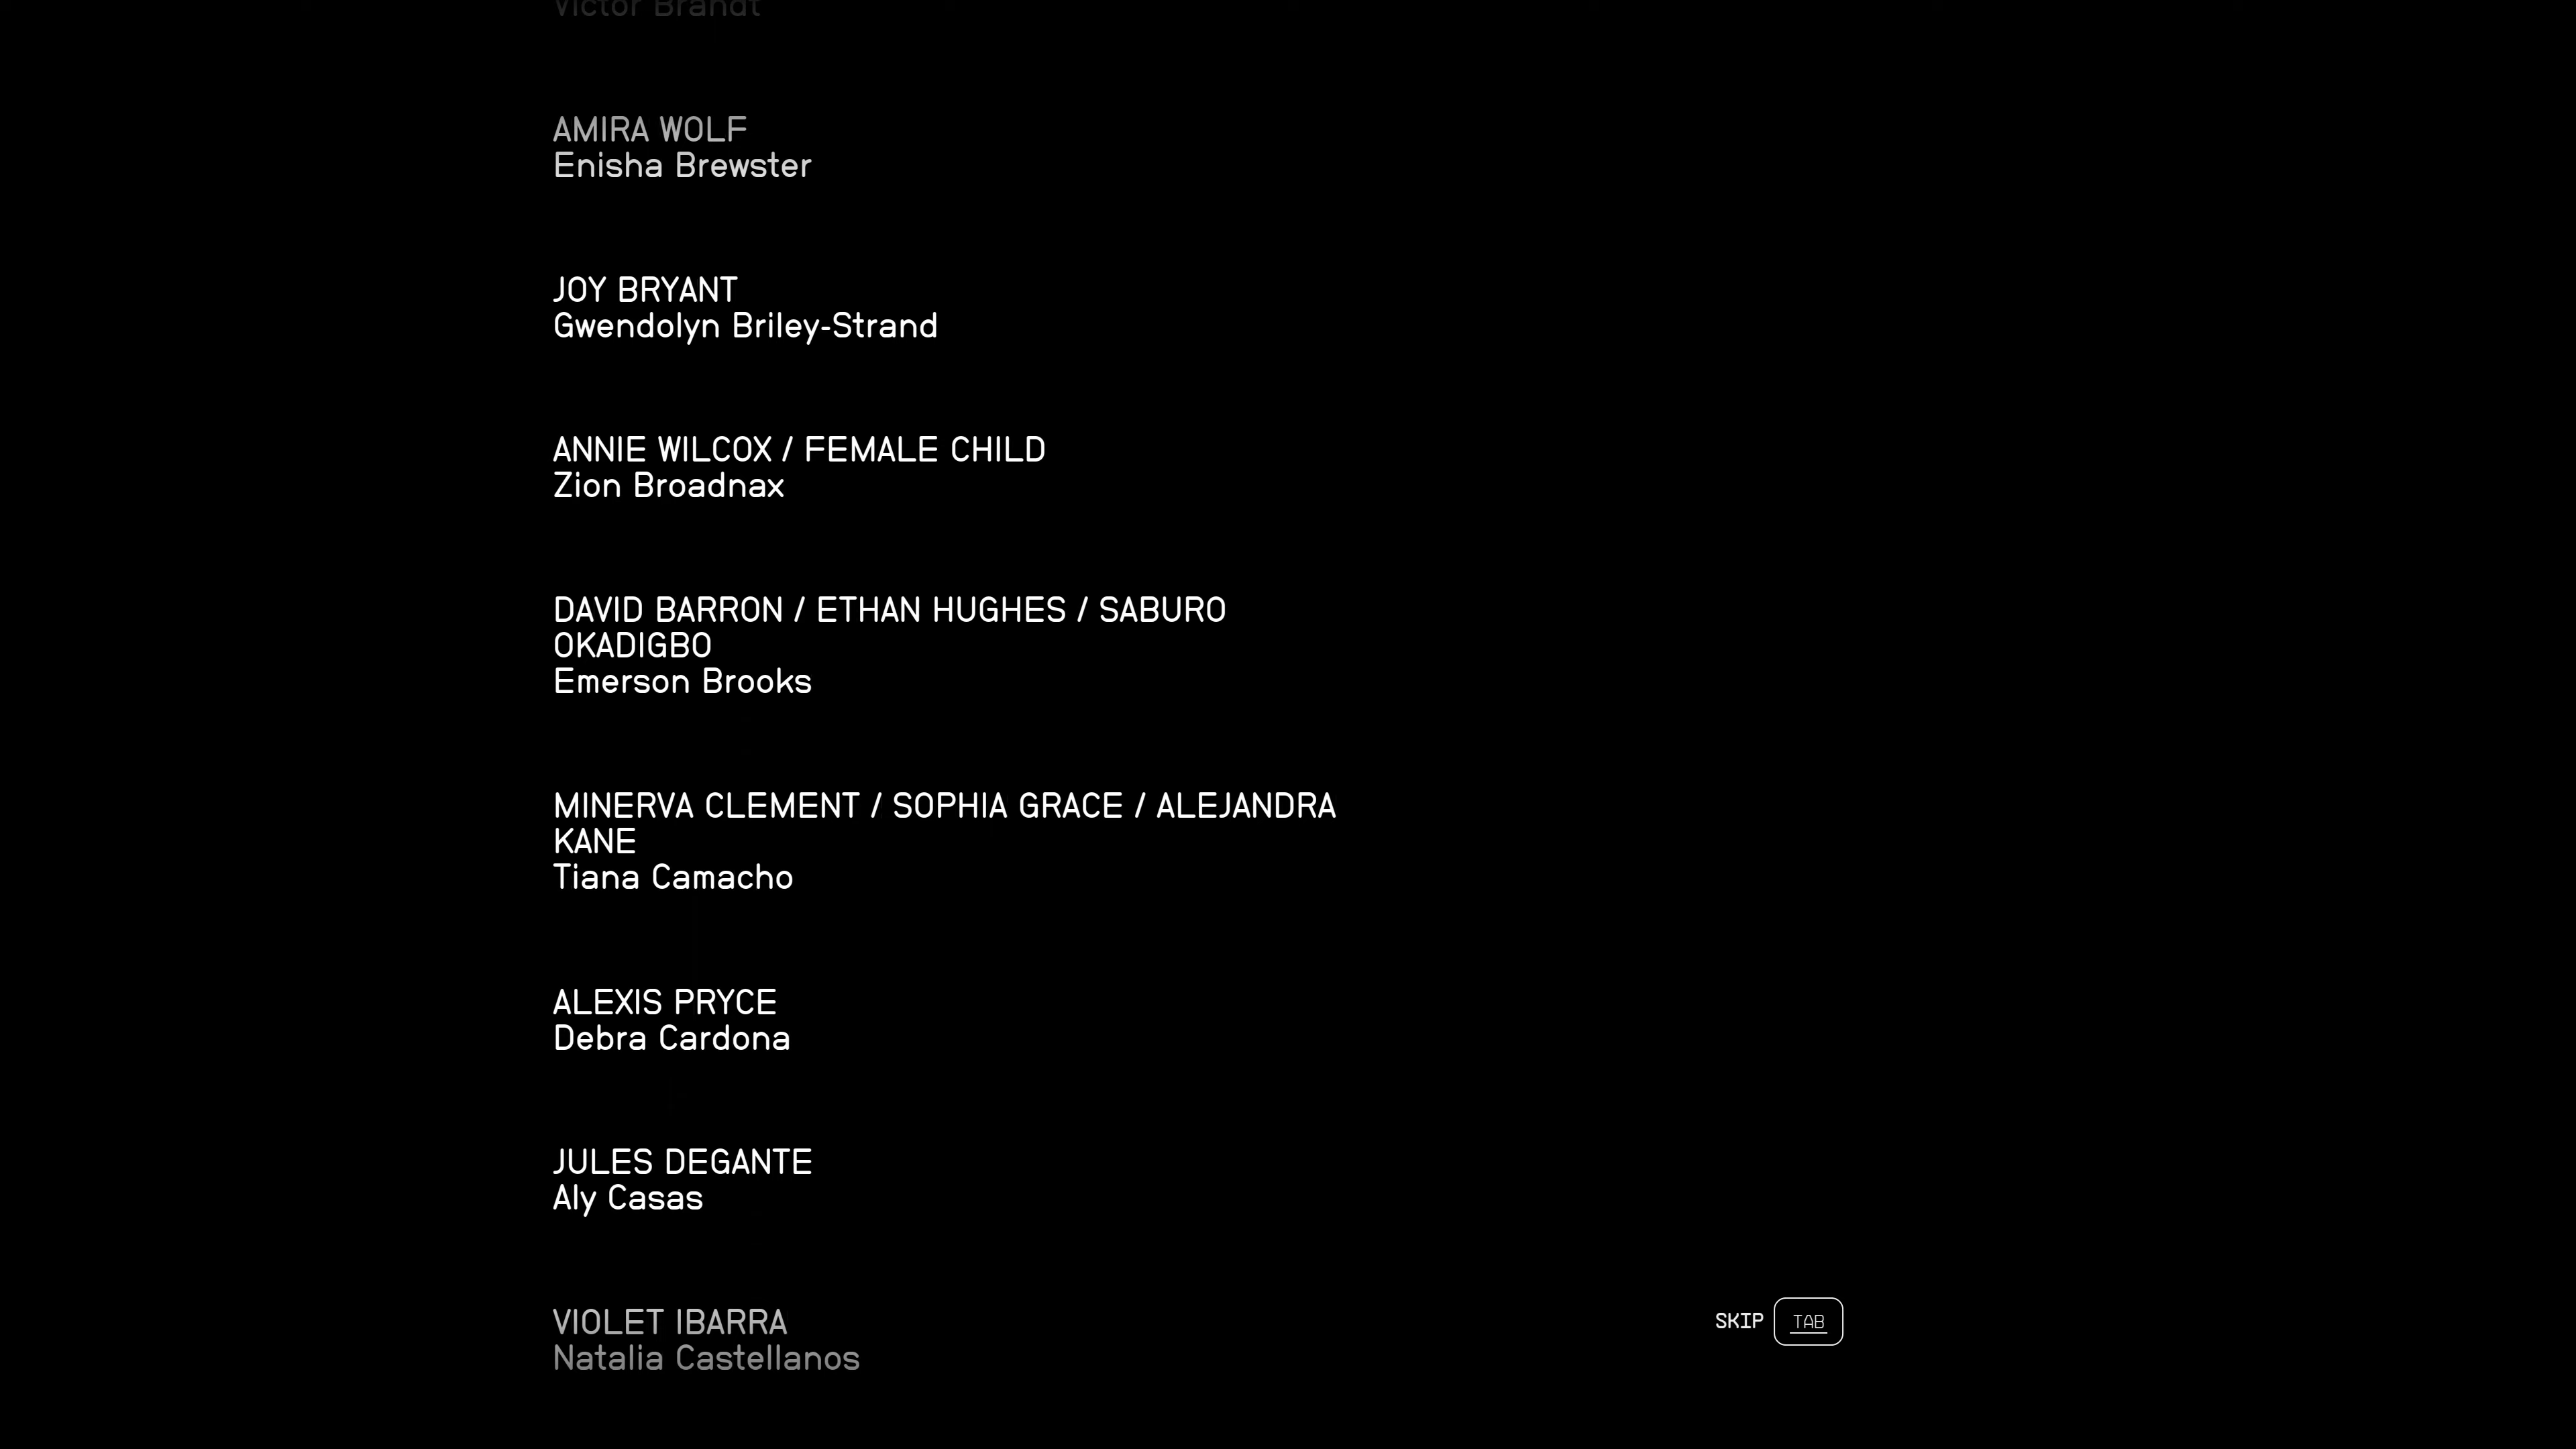 Victor Brandt
AMIRA WOLF
Enisha Brewster
JOY BRYANT
Gwendolyn Briley-Strand
ANNIE WILCOX / FEMALE CHILD
Zion Broadnax
DAVID BARRON / ETHAN HUGHES / SABURO
OKADIGBO
Emerson Brooks
MINERVA CLEMENT / SOPHIA GRACE / ALEJANDRA
KANE
Tiana Camacho
ALEXIS PRYCE
Debra Cardona
JULES DEGANTE
Aly Casas
VIOLET IBARRA
Natalia Castellanos
SKIP TAB